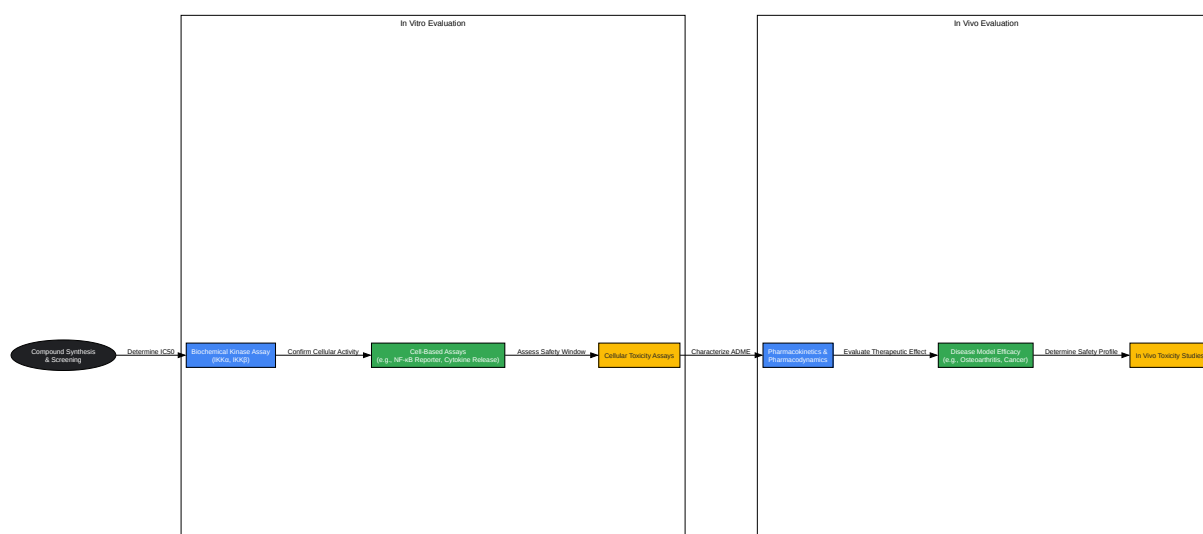 In Vitro Evaluation
In Vivo Evaluation
Compound Synthesis
& Screening
Determine IC50
Biochemical Kinase Assay
(IKKα, IKKβ)
Confirm Cellular Activity
Cell-Based Assays
(e.g., NF-κB Reporter, Cytokine Release)
Assess Safety Window
Cellular Toxicity Assays
Characterize ADME
Pharmacokinetics &
Pharmacodynamics
Evaluate Therapeutic Effect
Disease Model Efficacy
(e.g., Osteoarthritis, Cancer)
Determine Safety Profile
In Vivo Toxicity Studies